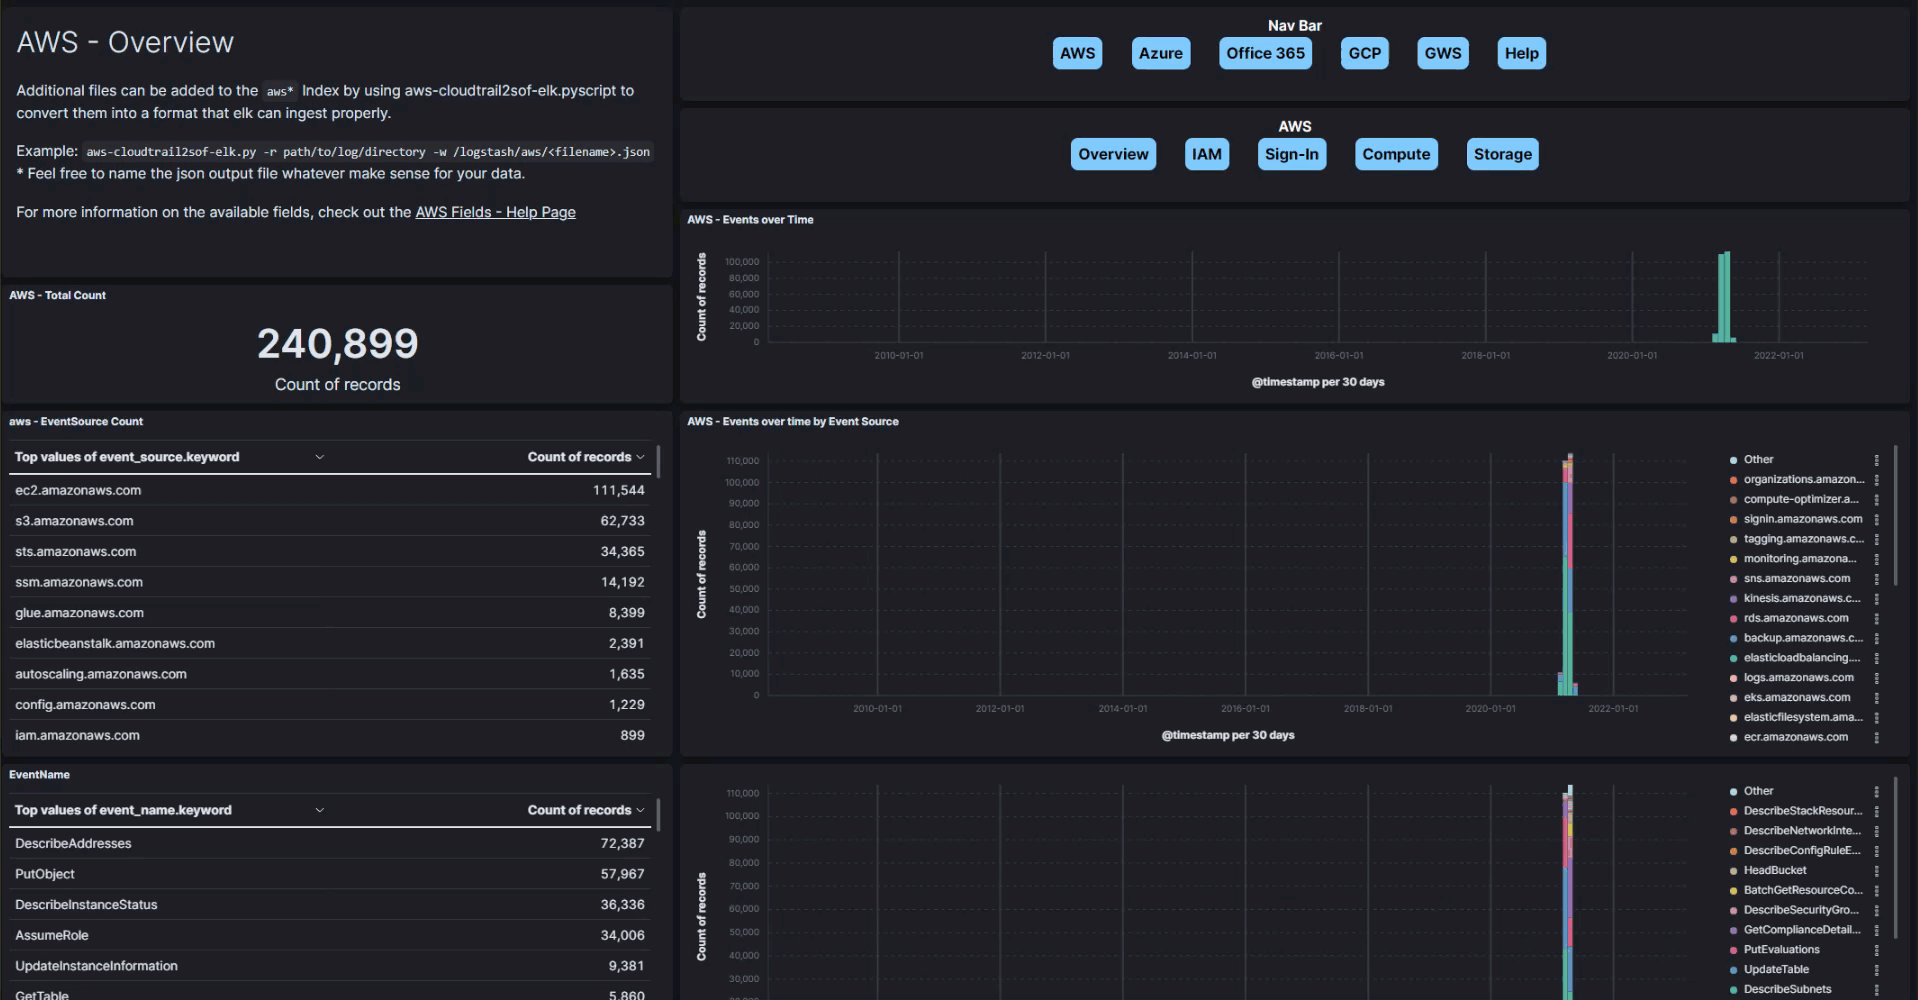 AWS - Overview
Additional files can be added to the aws* Index by using aws-cloudtrail2sof-elk.pyscript to
convert them into a format that elk can ingest properly.
Example: aws-cloudtrail2sof-elk.py -r path/to/log/directory -w /logstash/aws/<filename>.json
* Feel free to name the json output file whatever make sense for your data.
For more information on the available fields, check out the AWS Fields - Help Page
Nav Bar
AWS Azure Office 365 GCP GWS Help
AWS
Overview IAM Sign-In Compute Storage
AWS - Total Count
240,899
Count of records
AWS - Events over Time
Count of records
100,000
80,000
60,000
40,000
20,000
0
2010-01-01 2012-01-01 2014-01-01 2016-01-01 2018-01-01 2020-01-01 2022-01-01
@timestamp per 30 days
aws - EventSource Count
Top values of event_source.keyword Count of records
ec2.amazonaws.com 111,544
s3.amazonaws.com 62,733
sts.amazonaws.com 34,365
ssm.amazonaws.com 14,192
glue.amazonaws.com 8,399
elasticbeanstalk.amazonaws.com 2,391
autoscaling.amazonaws.com 1,635
config.amazonaws.com 1,229
iam.amazonaws.com 899
AWS - Events over time by Event Source
Count of records
110,000
100,000
90,000
80,000
70,000
60,000
50,000
40,000
30,000
20,000
10,000
0
2010-01-01 2012-01-01 2014-01-01 2016-01-01 2018-01-01 2020-01-01 2022-01-01
@timestamp per 30 days
Other
organizations.amazon...
compute-optimizer.a...
signin.amazonaws.com
tagging.amazonaws.c...
monitoring.amazona...
sns.amazonaws.com
kinesis.amazonaws.c...
rds.amazonaws.com
backup.amazonaws.c...
elasticloadbalancing....
logs.amazonaws.com
eks.amazonaws.com
elasticfilesystem.ama...
ecr.amazonaws.com
EventName
Top values of event_name.keyword Count of records
DescribeAddresses 72,387
PutObject 57,967
DescribeInstanceStatus 36,336
AssumeRole 34,006
UpdateInstanceInformation 9,381
GetTable 5,860
Count of records
110,000
100,000
90,000
80,000
70,000
60,000
50,000
40,000
30,000
20,000
Other
DescribeStackResour...
DescribeNetworkInte...
DescribeConfigRuleE...
HeadBucket
BatchGetResourceCo...
DescribeSecurityGro...
GetComplianceDetail...
PutEvaluations
UpdateTable
DescribeSubnets